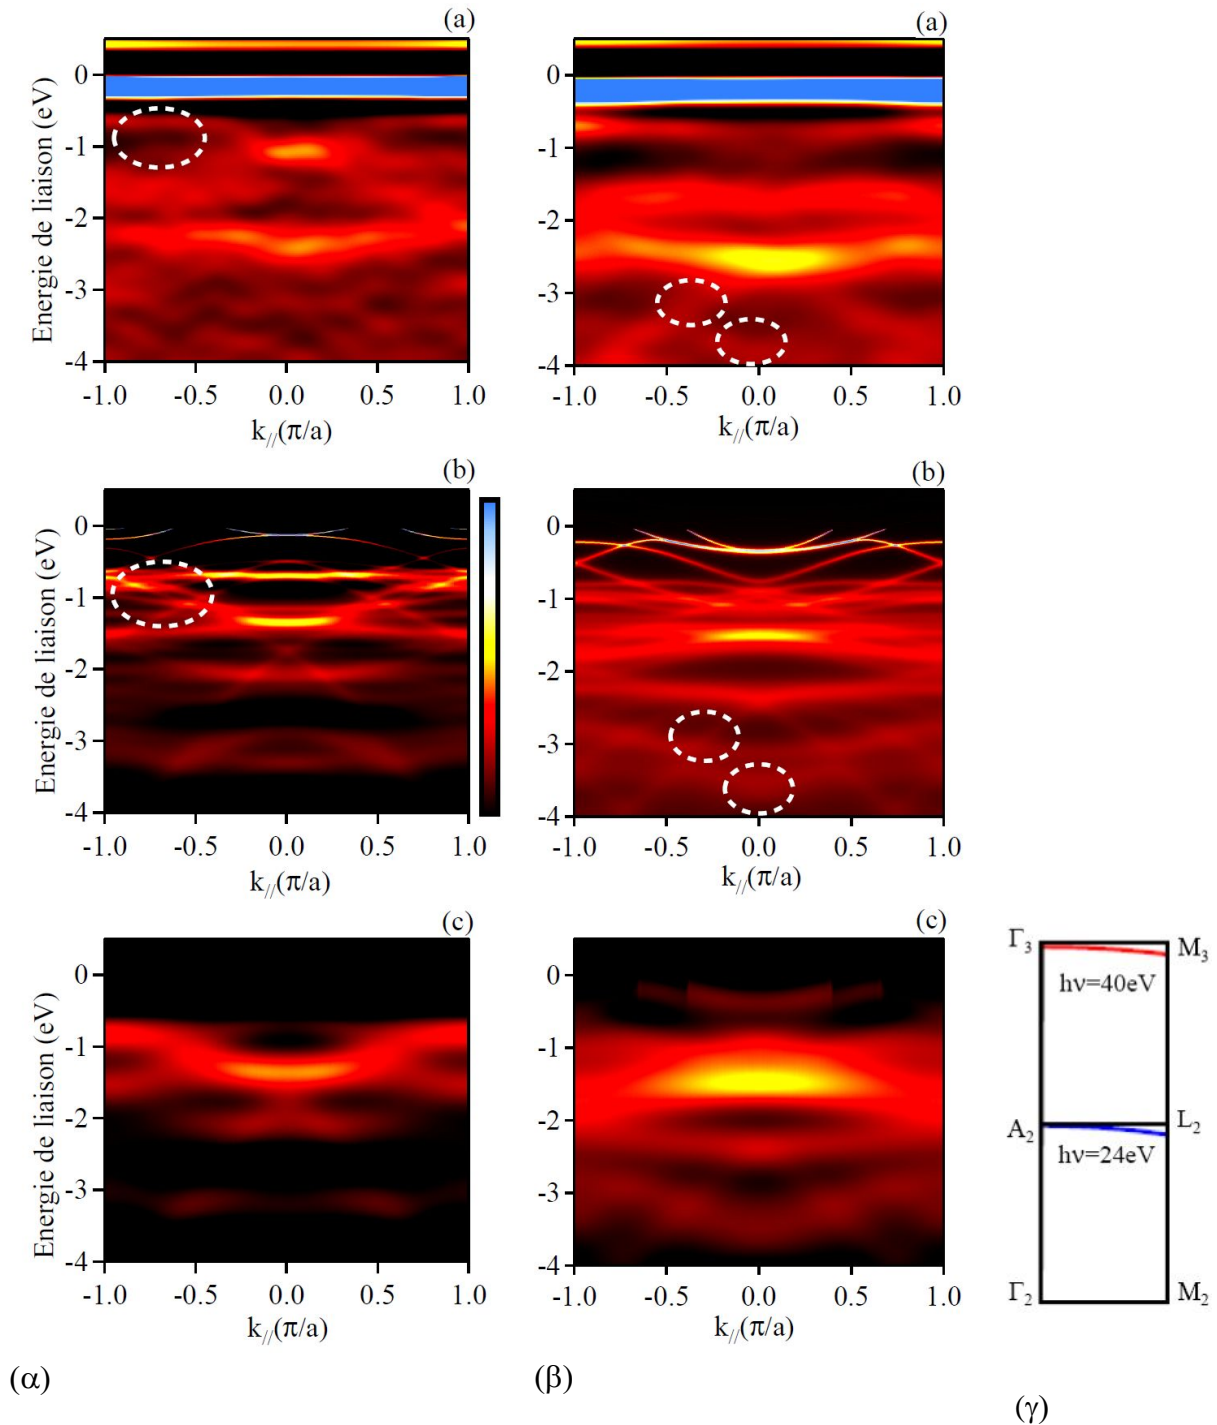 (a)
Energie de liaison (eV)
0
-1
-2
-3
-4
-1.0 -0.5 0.0 0.5 1.0
k//(π/a)
(a)
0
-1
-2
-3
-4
-1.0 -0.5 0.0 0.5 1.0
k//(π/a)
(b)
Energie de liaison (eV)
0
-1
-2
-3
-4
-1.0 -0.5 0.0 0.5 1.0
k//(π/a)
(b)
0
-1
-2
-3
-4
-1.0 -0.5 0.0 0.5 1.0
k//(π/a)
(c)
Energie de liaison (eV)
0
-1
-2
-3
-4
-1.0 -0.5 0.0 0.5 1.0
k//(π/a)
(c)
0
-1
-2
-3
-4
-1.0 -0.5 0.0 0.5 1.0
k//(π/a)
Γ3 M3
hν=40eV
A2 L2
hν=24eV
Γ2 M2
(α) (β)
(γ)